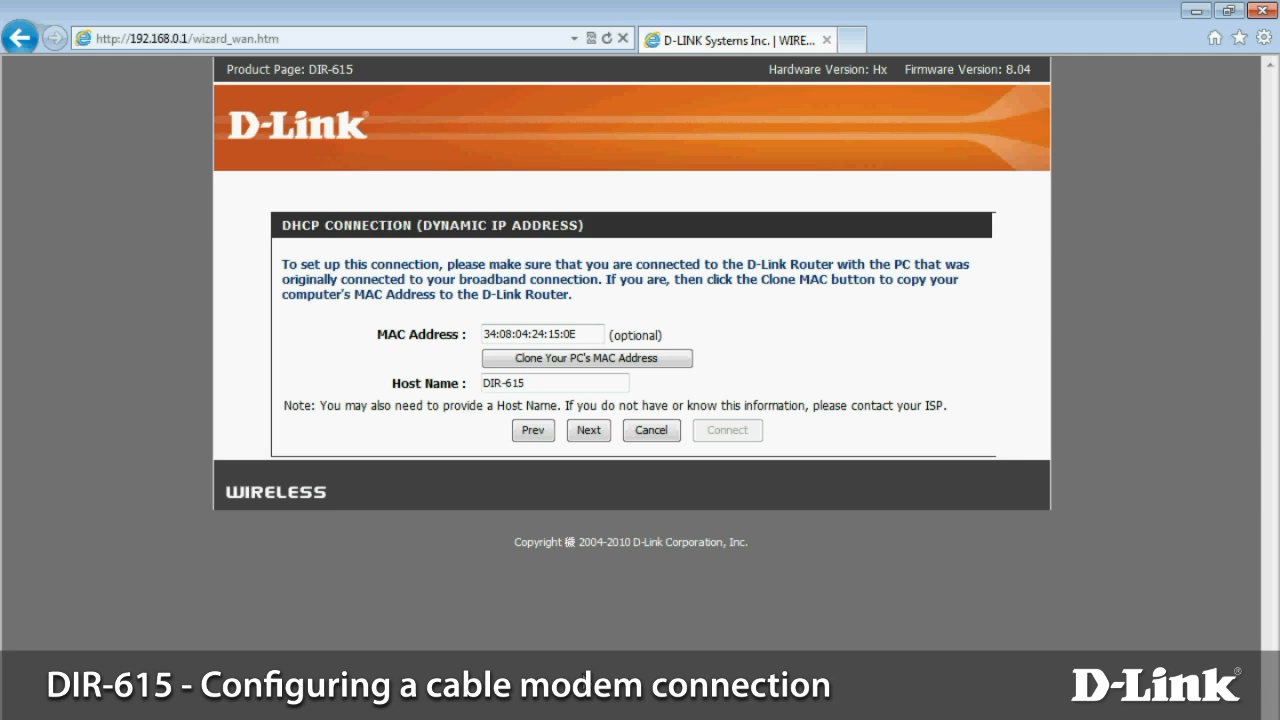 http://192.168.0.1/wizard_wan.htm
D-LINK Systems Inc. | WIRE...
Product Page: DIR-615
Hardware Version: Hx Firmware Version: 8.04
D-Link
DHCP CONNECTION (DYNAMIC IP ADDRESS)
To set up this connection, please make sure that you are connected to the D-Link Router with the PC that was
originally connected to your broadband connection. If you are, then click the Clone MAC button to copy your
computer's MAC Address to the D-Link Router.
MAC Address : 34:08:04:24:15:0E (optional)
Clone Your PC's MAC Address
Host Name : DIR-615
Note: You may also need to provide a Host Name. If you do not have or know this information, please contact your ISP.
Prev Next Cancel Connect
WIRELESS
Copyright 2004-2010 D-Link Corporation, Inc.
DIR-615 - Configuring a cable modem connection
D-Link®